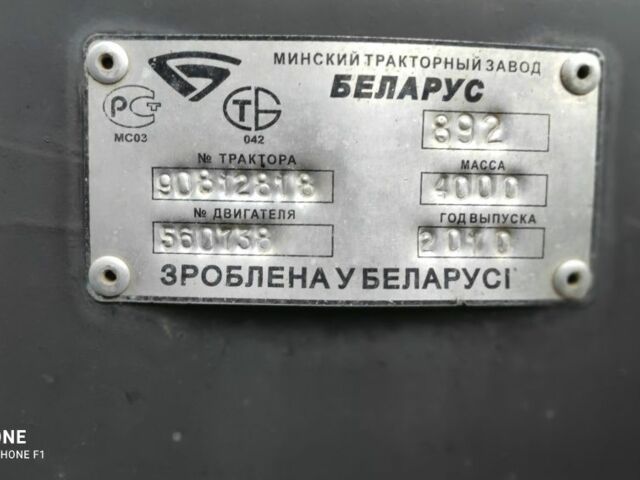 МИНСКИЙ ТРАКТОРНЫЙ ЗАВОД
БЕЛАРУС
РСТ
МС03
СТБ
042
892
№ ТРАКТОРА
90812818
МАССА
4000
№ ДВИГАТЕЛЯ
560738
ГОД ВЫПУСКА
2010
ЗРОБЛЕНА У БЕЛАРУСІ
ONE
HONE F1